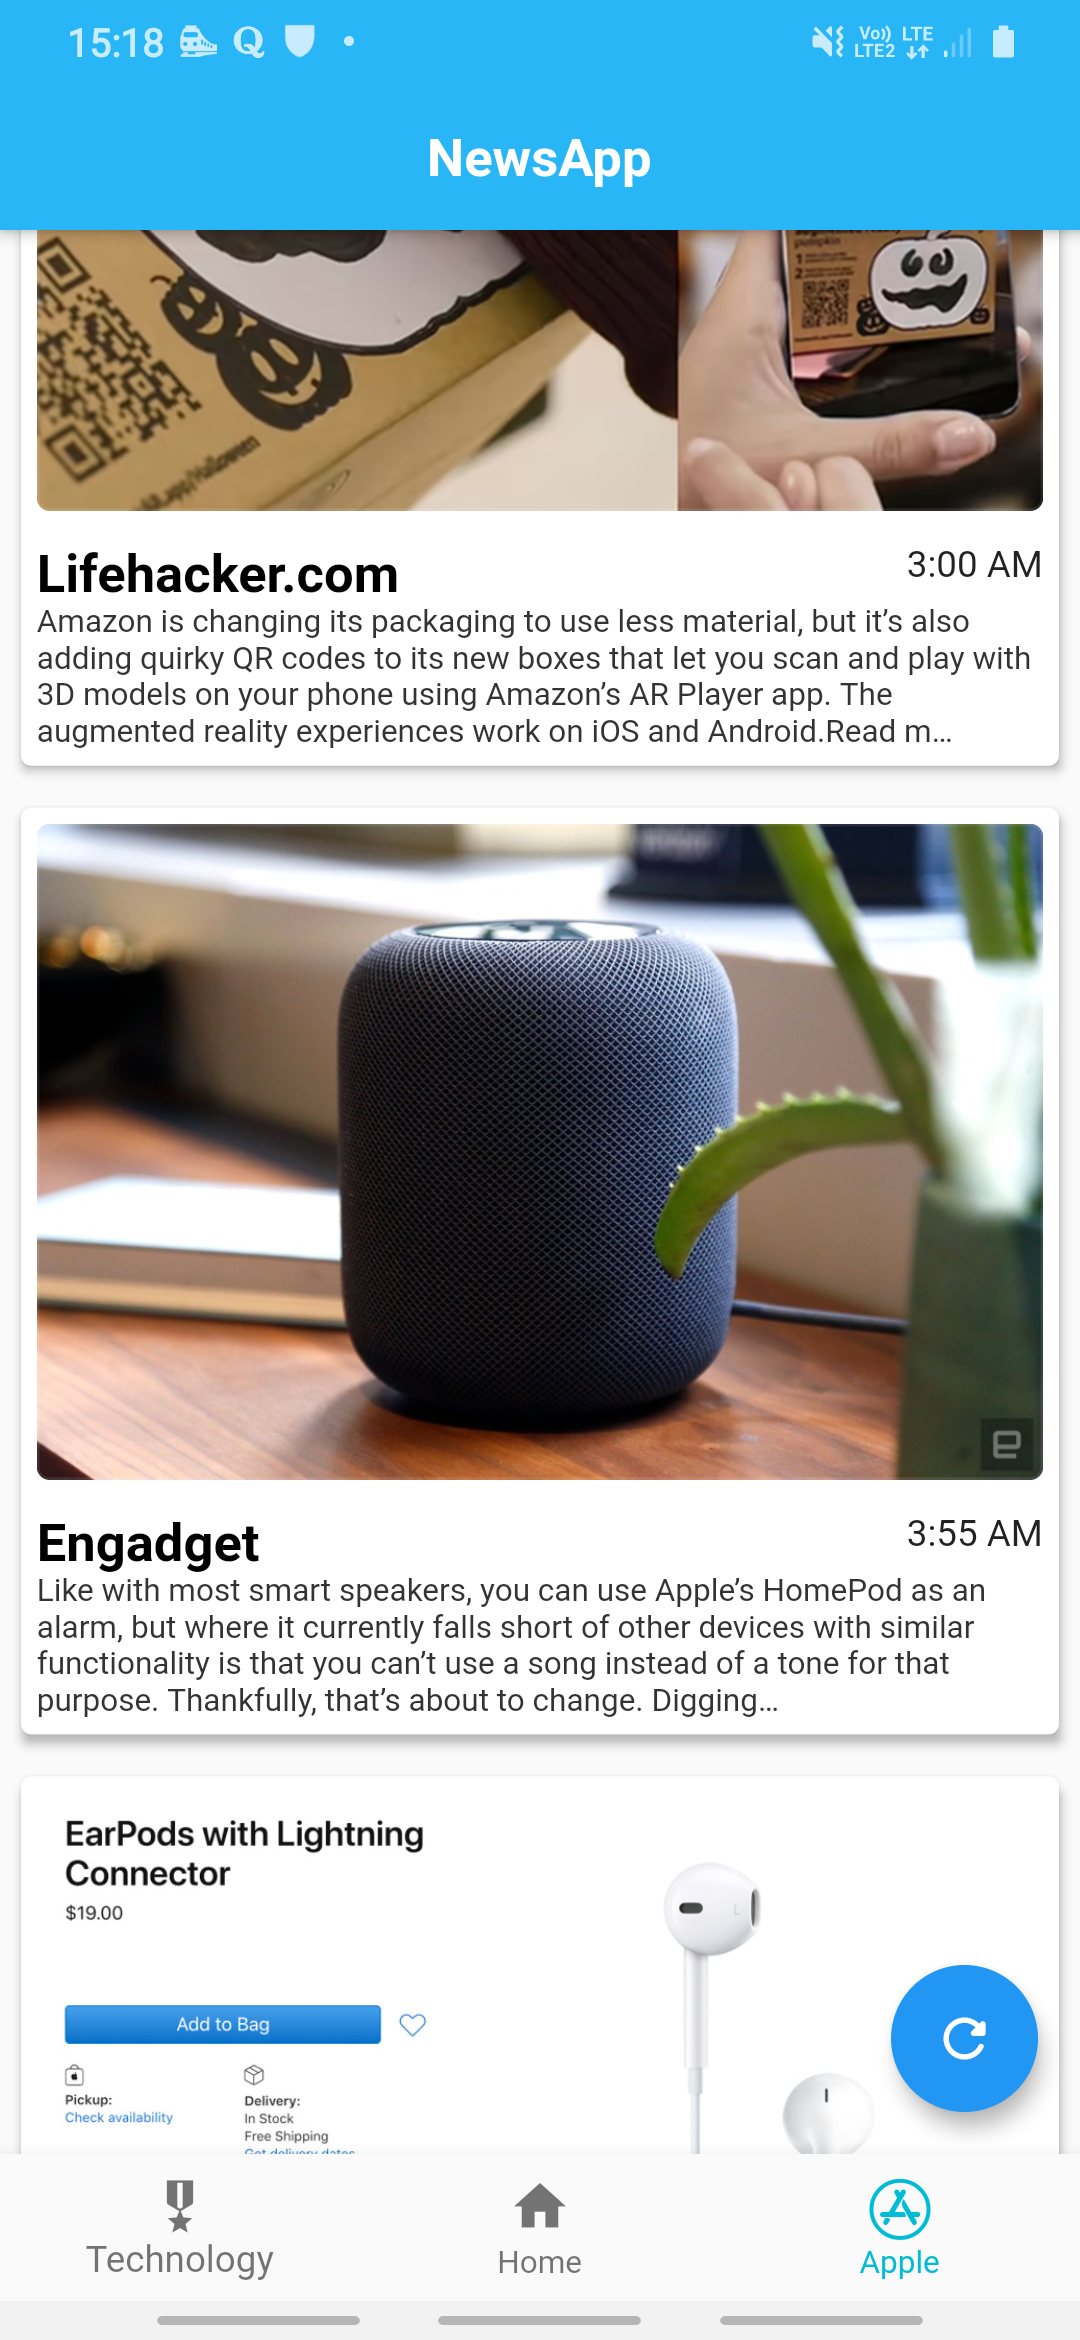 15:18
Vo)) LTE
LTE2
NewsApp
pumpkin
1
2
Lifehacker.com
3:00 AM
Amazon is changing its packaging to use less material, but it’s also
adding quirky QR codes to its new boxes that let you scan and play with
3D models on your phone using Amazon’s AR Player app. The
augmented reality experiences work on iOS and Android.Read m...
Engadget
3:55 AM
Like with most smart speakers, you can use Apple’s HomePod as an
alarm, but where it currently falls short of other devices with similar
functionality is that you can’t use a song instead of a tone for that
purpose. Thankfully, that’s about to change. Digging...
EarPods with Lightning
Connector
$19.00
Add to Bag
Pickup:
Check availability
Delivery:
In Stock
Free Shipping
Get delivery dates
L
Technology
Home
Apple